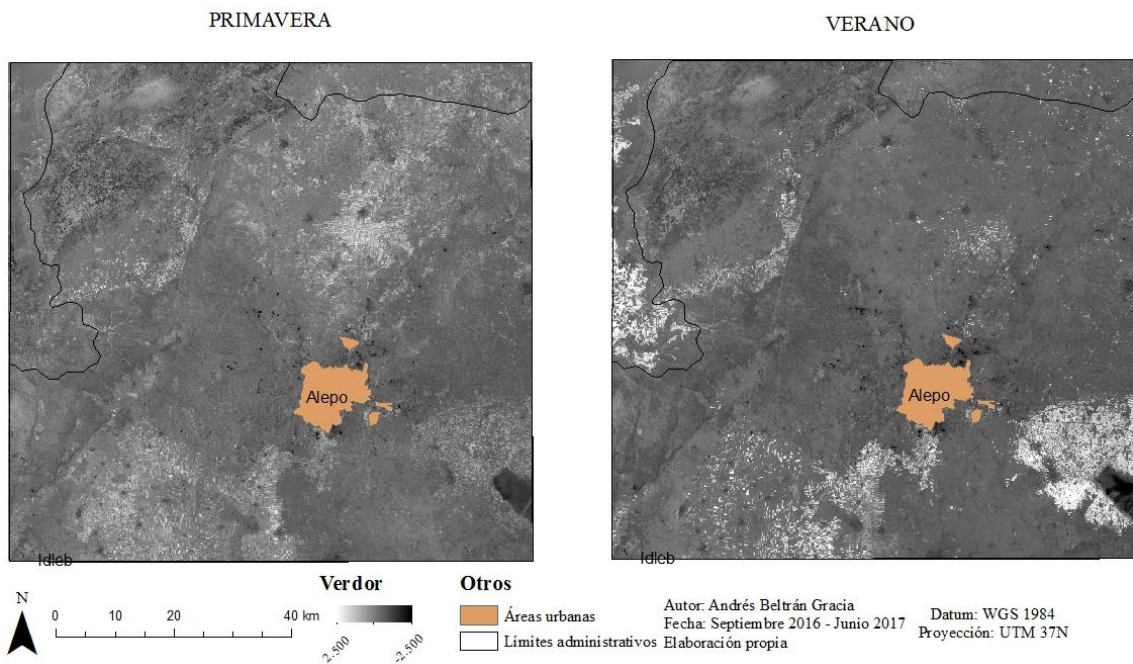 PRIMAVERA
VERANO
Alepo
Alepo
Idleb
Idleb
N
0 10 20 40 km
Verdor
2.500
-2.500
Otros
Áreas urbanas
Limites administrativos
Autor: Andrés Beltrán Gracia
Fecha: Septiembre 2016 - Junio 2017
Elaboración propia
Datum: WGS 1984
Proyección: UTM 37N